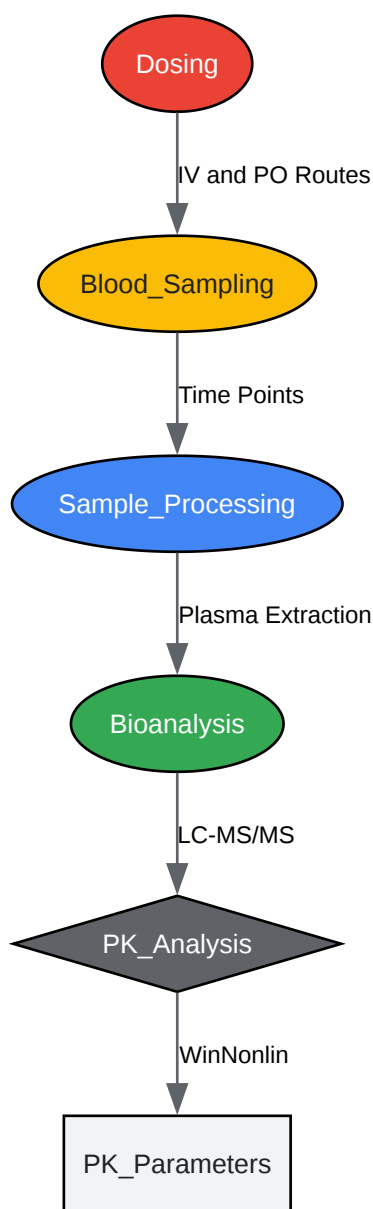 Dosing
IV and PO Routes
Blood_Sampling
Time Points
Sample_Processing
Plasma Extraction
Bioanalysis
LC-MS/MS
PK_Analysis
WinNonlin
PK_Parameters